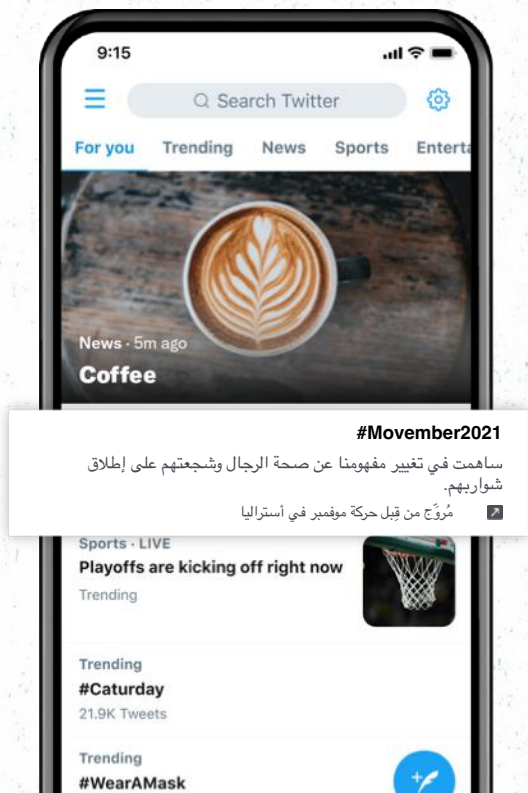 9:15
Search Twitter
For you Trending News Sports Enterta
News · 5m ago
Coffee
#Movember2021
ساهمت في تغيير مفهومنا عن صحة الرجال وشجعتهم على إطلاق
شواربهم.
مُروَّج من قِبل حركة موفمبر في أستراليا
Sports · LIVE
Playoffs are kicking off right now
Trending
Trending
#Caturday
21.9K Tweets
Trending
#WearAMask